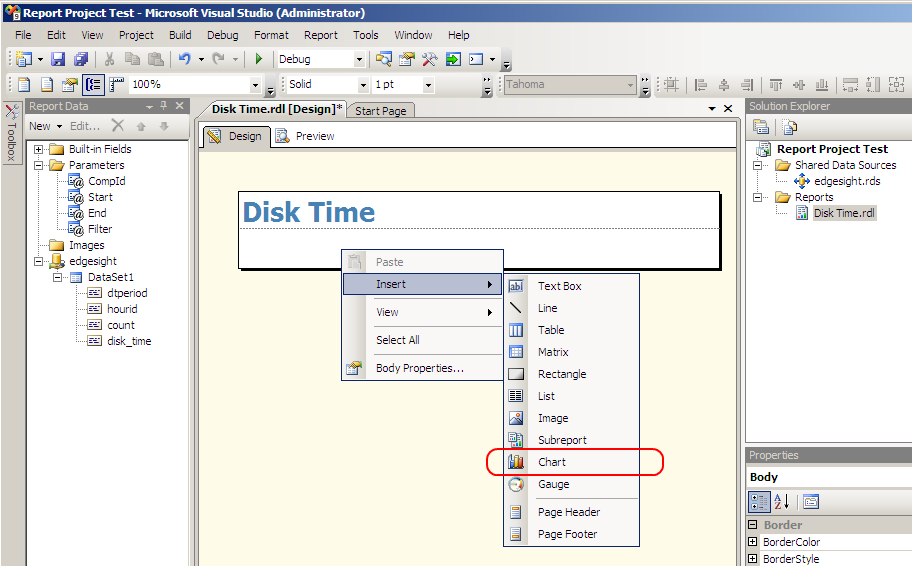 Report Project Test - Microsoft Visual Studio (Administrator)
File Edit View Project Build Debug Format Report Tools Window Help
Debug
100% Solid 1 pt Tahoma
Toolbox
Report Data
New Edit...
Built-in Fields
Parameters
CompId
Start
End
Filter
Images
edgesight
DataSet1
dtperiod
hourid
count
disk_time
Disk Time.rdl [Design]* Start Page
Design Preview
Disk Time
Paste
Insert
View
Select All
Body Properties...
ab|
Text Box
Line
Table
Matrix
Rectangle
List
Image
Subreport
Chart
Gauge
Page Header
Page Footer
Solution Explorer
Report Project Test
Shared Data Sources
edgesight.rds
Reports
Disk Time.rdl
Properties
Body
Border
BorderColor
BorderStyle